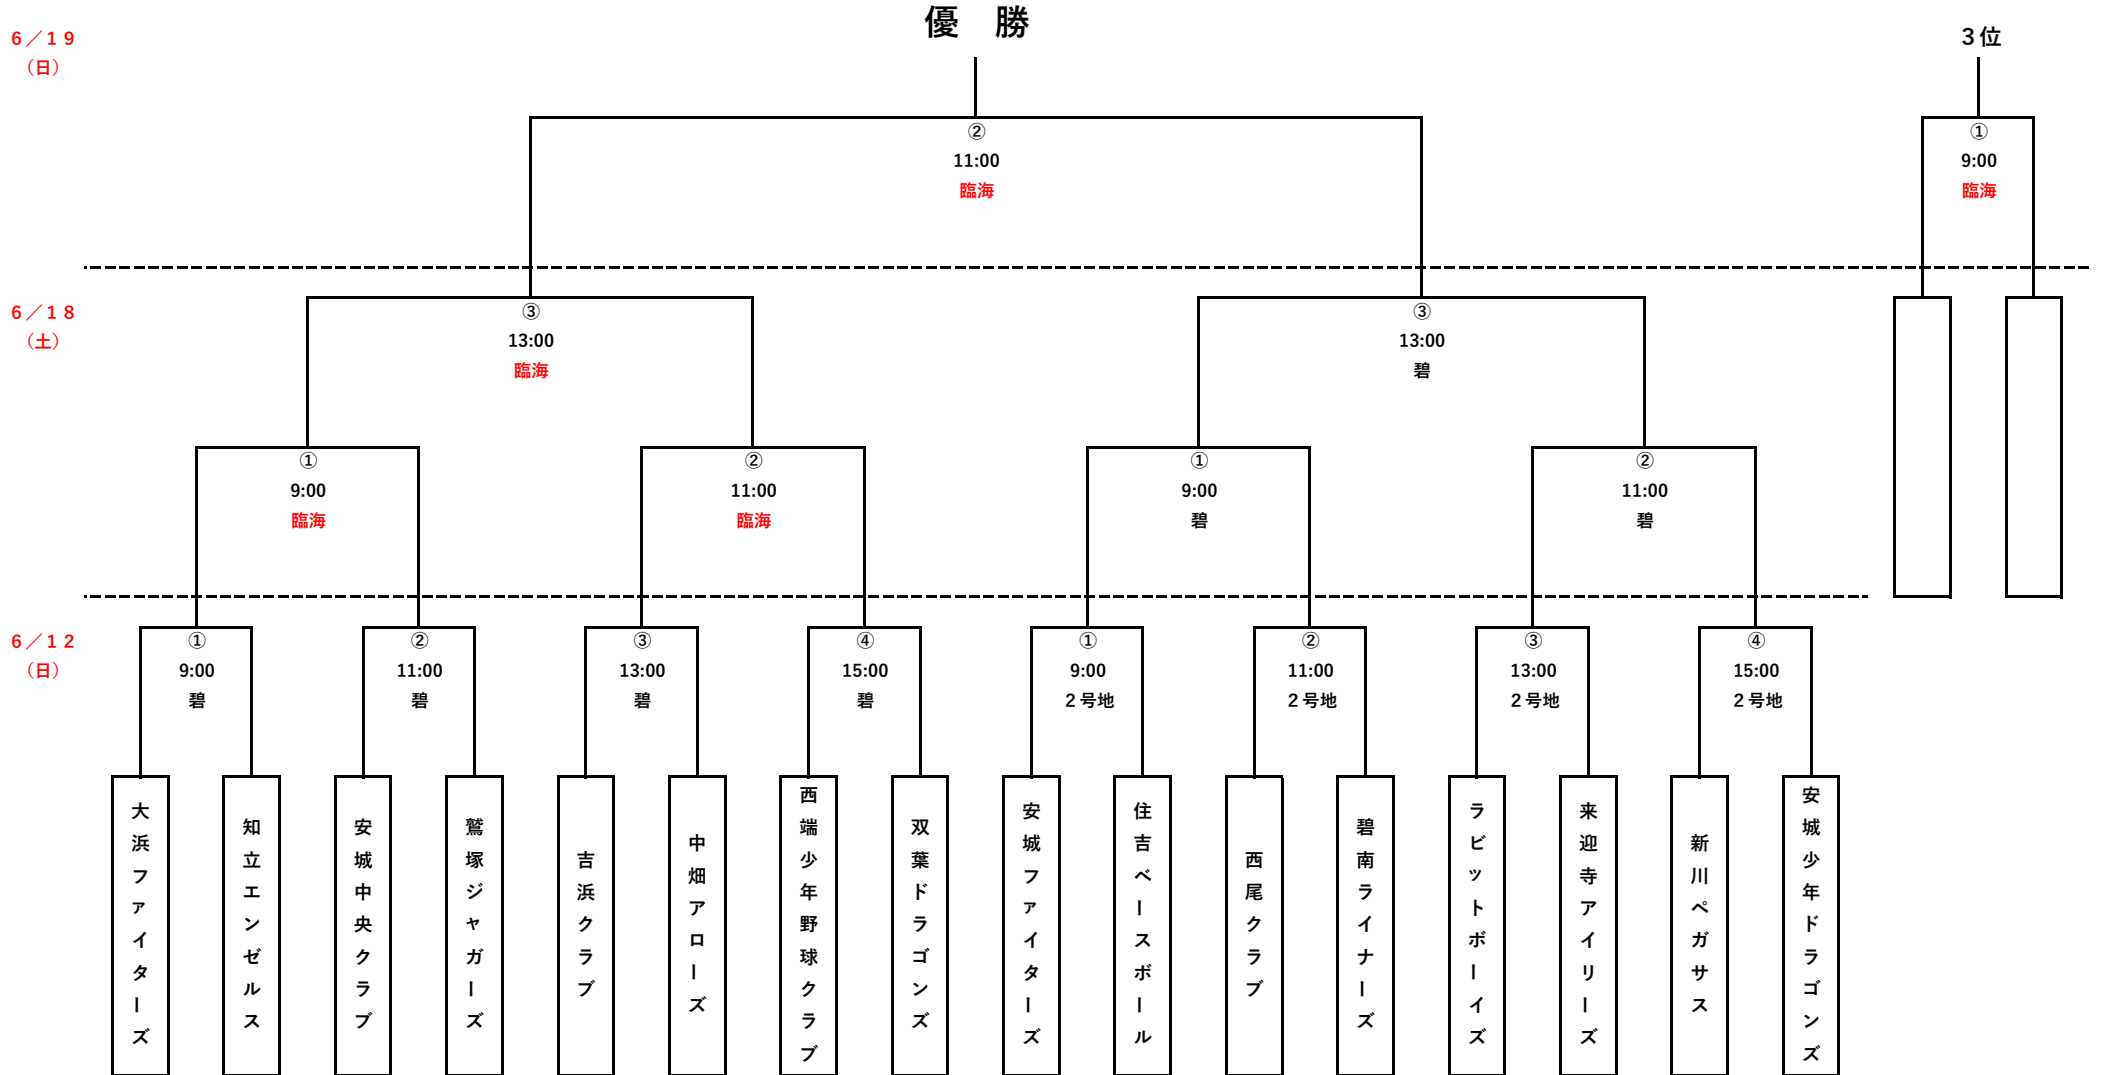 優　勝
６／１９
（日）
３位
②
11:00
臨海
①
9:00
臨海
６／１８
（土）
③
13:00
臨海
③
13:00
碧
①
9:00
臨海
②
11:00
臨海
①
9:00
碧
②
11:00
碧
６／１２
（日）
①
9:00
碧
②
11:00
碧
③
13:00
碧
④
15:00
碧
①
9:00
２号地
②
11:00
２号地
③
13:00
２号地
④
15:00
２号地
大浜ファイターズ
知立エンゼルス
安城中央クラブ
鷲塚ジャガーズ
吉浜クラブ
中畑アローズ
西端少年野球クラブ
双葉ドラゴンズ
安城ファイターズ
住吉ベースボール
西尾クラブ
碧南ライナーズ
ラビットボーイズ
来迎寺アイリーズ
新川ペガサス
安城少年ドラゴンズ